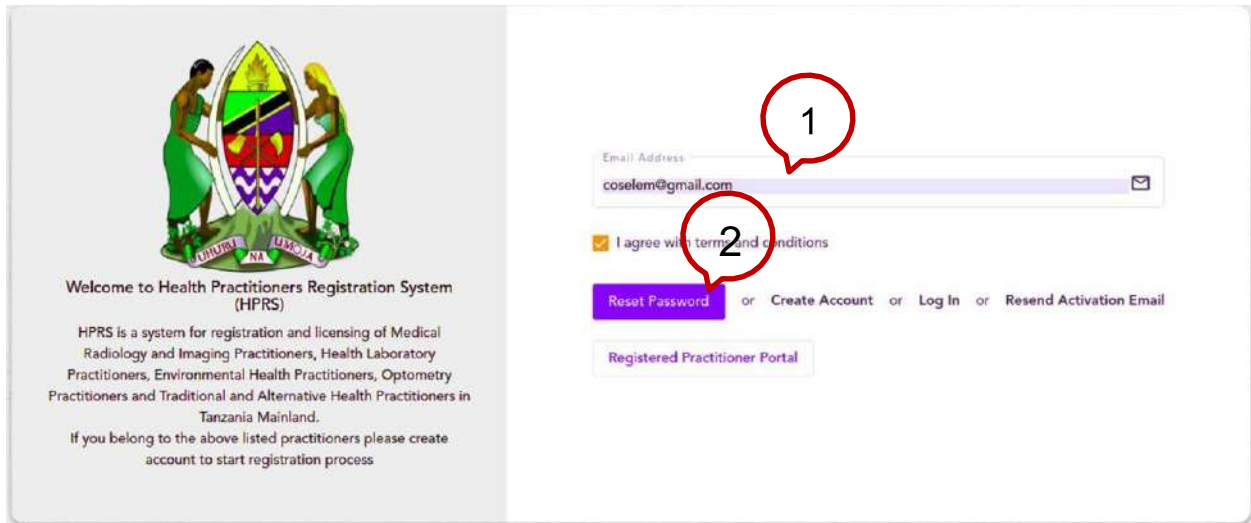 UHURU NA UMOJA
Welcome to Health Practitioners Registration System
(HPRS)
HPRS is a system for registration and licensing of Medical
Radiology and Imaging Practitioners, Health Laboratory
Practitioners, Environmental Health Practitioners, Optometry
Practitioners and Traditional and Alternative Health Practitioners in
Tanzania Mainland.
If you belong to the above listed practitioners please create
account to start registration process
1
Email Address
coselem@gmail.com
2
I agree with terms and conditions
Reset Password or Create Account or Log In or Resend Activation Email
Registered Practitioner Portal